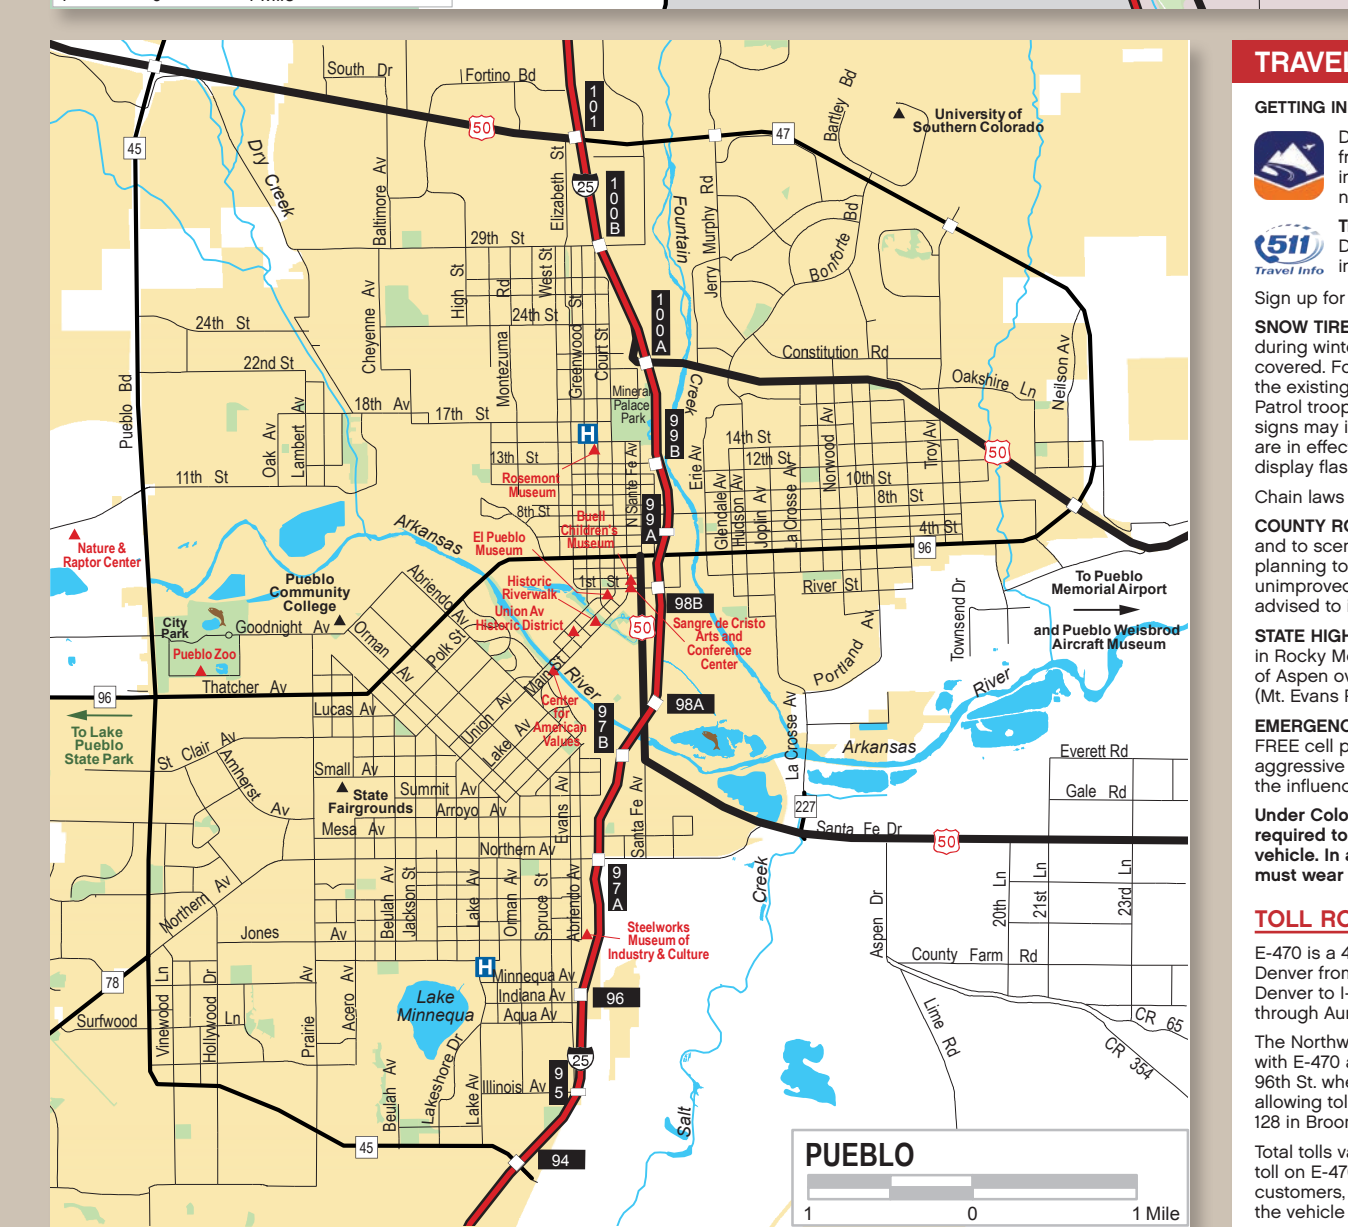 South Dr
Fortino Bd
101
50
47
45
Bartley Bd
University of
Southern Colorado
Dry Creek
Baltimore Av
Elizabeth St
25
100B
Fountain
Creek
Jerry Murphy Rd
Bonforte Bd
29th St
High St
Rd
West St
24th St
Cheyenne Av
Montezuma
Greenwood St
Court St
100A
24th St
22nd St
Constitution Rd
Oakshire Ln
Neilson Av
Pueblo Bd
Mineral
Palace
Park
18th Av
17th St
Oak Av
Lambert Av
H
99B
14th St
12th St
Norwood Av
Troy Av
50
13th St
N Sante Fe Av
Erie Av
10th St
8th St
11th St
Rosemont
Museum
Glendale Av
Hudson Av
Joplin Av
La Crosse Av
8th St
99A
4th St
96
Arkansas
Buell
Children's
Museum
El Pueblo
Museum
Nature &
Raptor Center
Pueblo
Community
College
Abriendo Av
Historic
Riverwalk
1st St
River St
To Pueblo
Memorial Airport
98B
Union Av
Historic District
50
Sangre de Cristo
Arts and
Conference
Center
Townsend Dr
and Pueblo Weisbrod
Aircraft Museum
City
Park
Goodnight Av
Orman Av
Polk St
Portland Av
Pueblo Zoo
Main St
River
River
Thatcher Av
96
Lucas Av
Union Av
Lake Av
Center
for
American
Values
97B
98A
To Lake
Pueblo
State Park
St Clair Av
Amherst Av
La Crosse Av
Arkansas
Everett Rd
Small Av
Summit Av
State
Fairgrounds
Arroyo Av
Evans Av
Santa Fe Av
Gale Rd
227
Mesa Av
Santa Fe Dr
50
Northern Av
Northern Av
97A
Creek
Beulah Av
Jackson St
Lake Av
Orman Av
Spruce St
Abriendo Av
20th Ln
21st Ln
23rd Ln
Aspen Dr
Jones Av
Steelworks
Museum of
Industry & Culture
County Farm Rd
78
Vinewood Ln
Hollywood Dr
Prairie Av
Acero Av
H
Minnequa Av
Indiana Av
96
Lake
Minnequa
Aqua Av
Surfwood Ln
Lime Rd
CR 65
CR 354
25
Beulah Av
Lakeshore Dr
Lake Av
Illinois Av
95
Salt
45
94
PUEBLO
1 0 1 Mile
TRAVEL
GETTING IN
511
Travel Info
Sign up for
SNOW TIRE
during winte
covered. Fo
the existing
Patrol troop
signs may i
are in effec
display flas
Chain laws
COUNTY RO
and to scen
planning to
unimproved
advised to
STATE HIGH
in Rocky M
of Aspen ov
(Mt. Evans
EMERGENC
FREE cell p
aggressive
the influenc
Under Colo
required to
vehicle. In a
must wear
TOLL RO
E-470 is a 4
Denver from
Denver to I-
through Aur
The Northw
with E-470 a
96th St. whe
allowing tol
128 in Broom
Total tolls va
toll on E-470
customers,
the vehicle